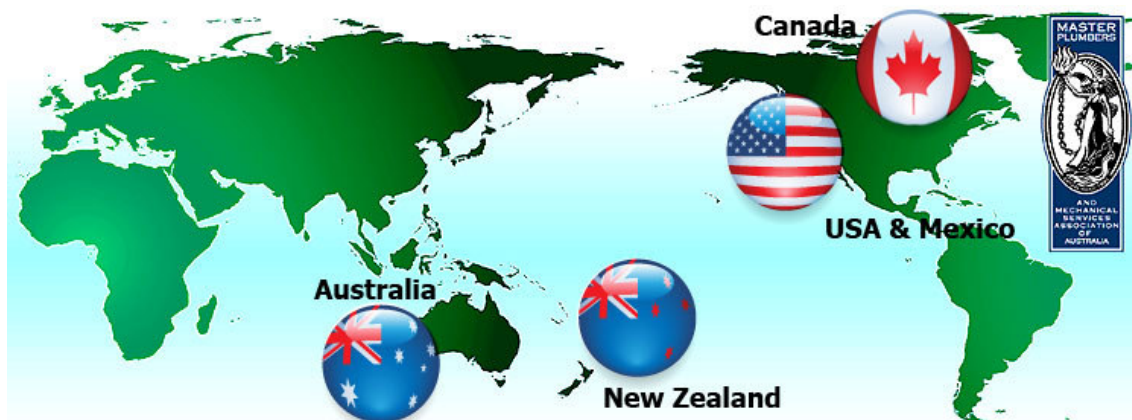 Canada
MASTER
PLUMBERS
USA & Mexico
AND
MECHANICAL
SERVICES
ASSOCIATION
OF
AUSTRALIA
Australia
New Zealand